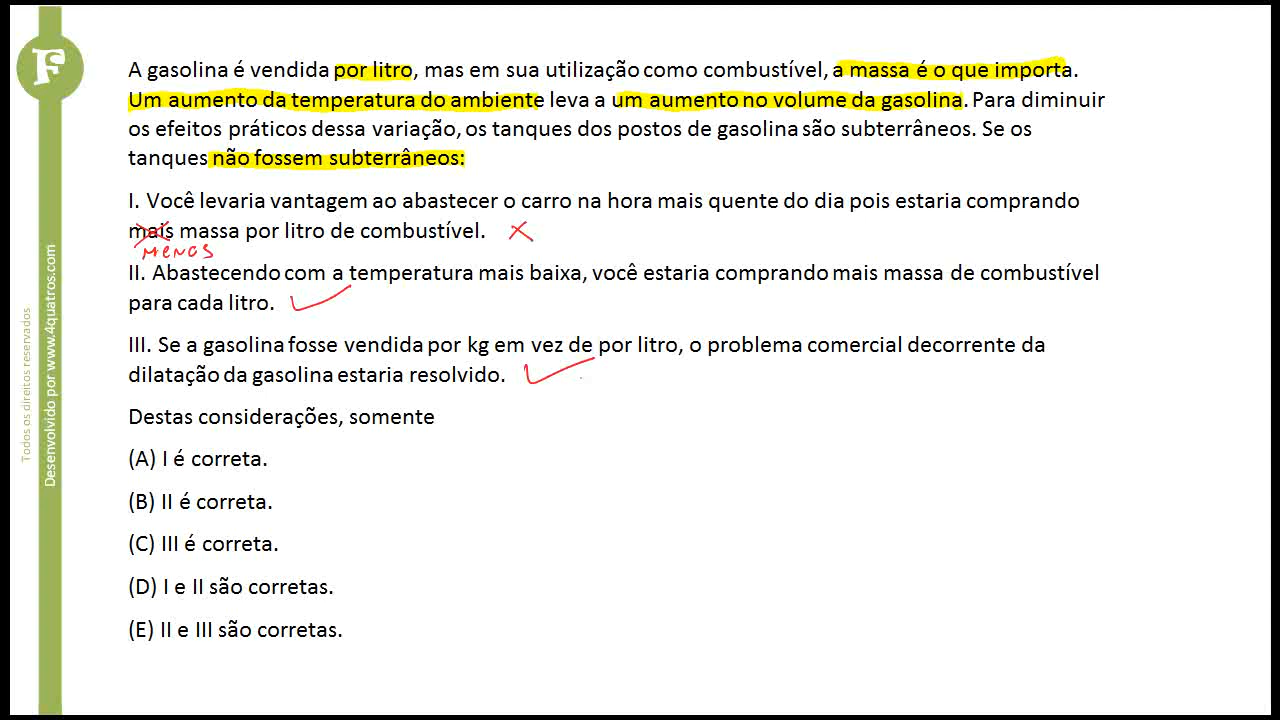 F
A gasolina é vendida por litro, mas em sua utilização como combustível, a massa é o que importa.
Um aumento da temperatura do ambiente leva a um aumento no volume da gasolina. Para diminuir
os efeitos práticos dessa variação, os tanques dos postos de gasolina são subterrâneos. Se os
tanques não fossem subterrâneos:
I. Você levaria vantagem ao abastecer o carro na hora mais quente do dia pois estaria comprando
mais massa por litro de combustível.
MENOS
II. Abastecendo com a temperatura mais baixa, você estaria comprando mais massa de combustível
para cada litro.
III. Se a gasolina fosse vendida por kg em vez de por litro, o problema comercial decorrente da
dilatação da gasolina estaria resolvido.
Destas considerações, somente
(A) I é correta.
(B) II é correta.
(C) III é correta.
(D) I e II são corretas.
(E) II e III são corretas.
Todos os direitos reservados
Desenvolvido por www.4quatros.com